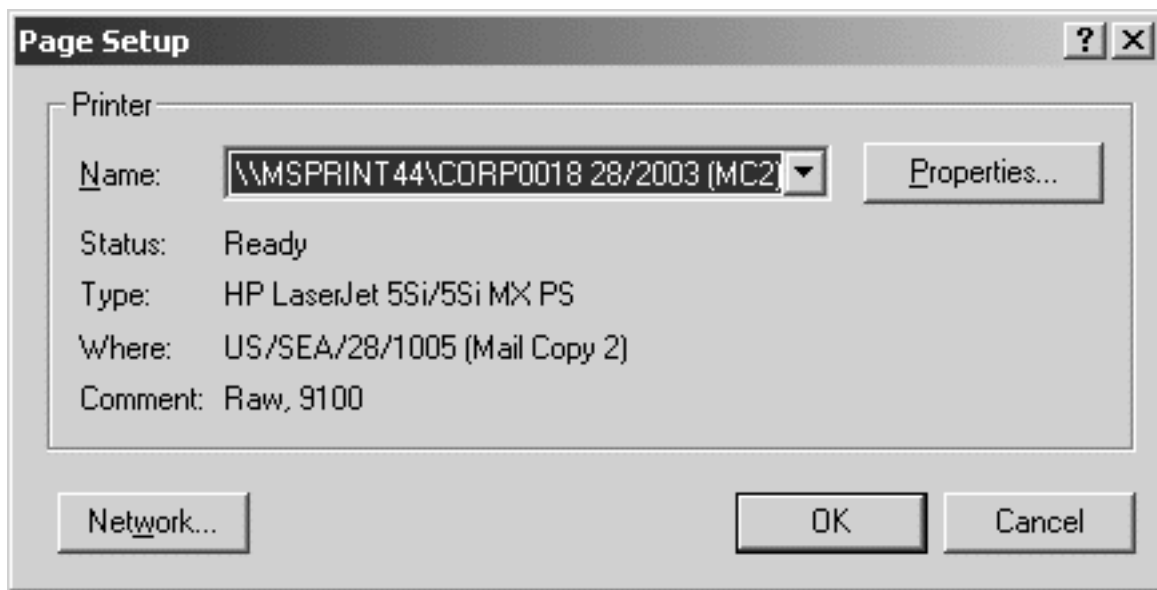 Page Setup
Printer
Name: \\MSPRINT44\CORP0018 28/2003 (MC2) Properties...
Status: Ready
Type: HP LaserJet 5Si/5Si MX PS
Where: US/SEA/28/1005 (Mail Copy 2)
Comment: Raw, 9100
Network... OK Cancel